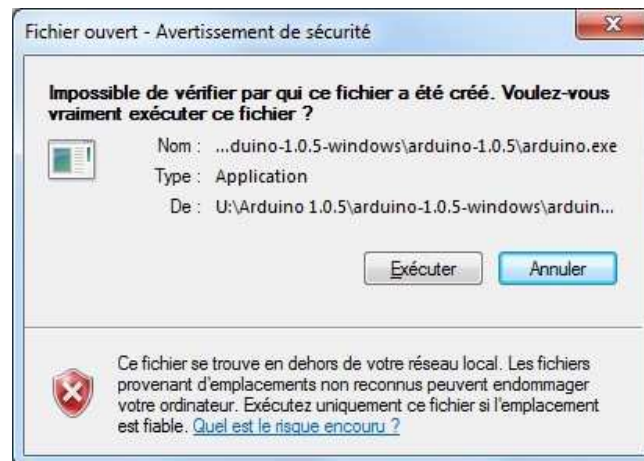 Fichier ouvert - Avertissement de sécurité
Impossible de vérifier par qui ce fichier a été créé. Voulez-vous
vraiment exécuter ce fichier ?
Nom : ...duino-1.0.5-windows\arduino-1.0.5\arduino.exe
Type : Application
De : U:\Arduino 1.0.5\arduino-1.0.5-windows\arduin...
Exécuter Annuler
Ce fichier se trouve en dehors de votre réseau local. Les fichiers
provenant d'emplacements non reconnus peuvent endommager
votre ordinateur. Exécutez uniquement ce fichier si l'emplacement
est fiable. Quel est le risque encouru ?